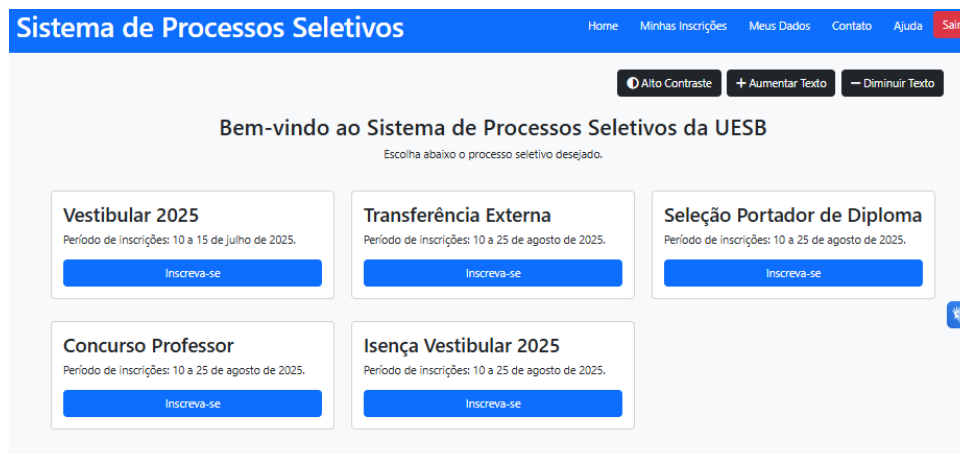 Sistema de Processos Seletivos
Home Minhas Inscrições Meus Dados Contato Ajuda Sair
Alto Contraste + Aumentar Texto − Diminuir Texto
Bem-vindo ao Sistema de Processos Seletivos da UESB
Escolha abaixo o processo seletivo desejado.
Vestibular 2025
Período de inscrições: 10 a 15 de julho de 2025.
Inscreva-se
Transferência Externa
Período de inscrições: 10 a 25 de agosto de 2025.
Inscreva-se
Seleção Portador de Diploma
Período de inscrições: 10 a 25 de agosto de 2025.
Inscreva-se
Concurso Professor
Período de inscrições: 10 a 25 de agosto de 2025.
Inscreva-se
Isença Vestibular 2025
Período de inscrições: 10 a 25 de agosto de 2025.
Inscreva-se